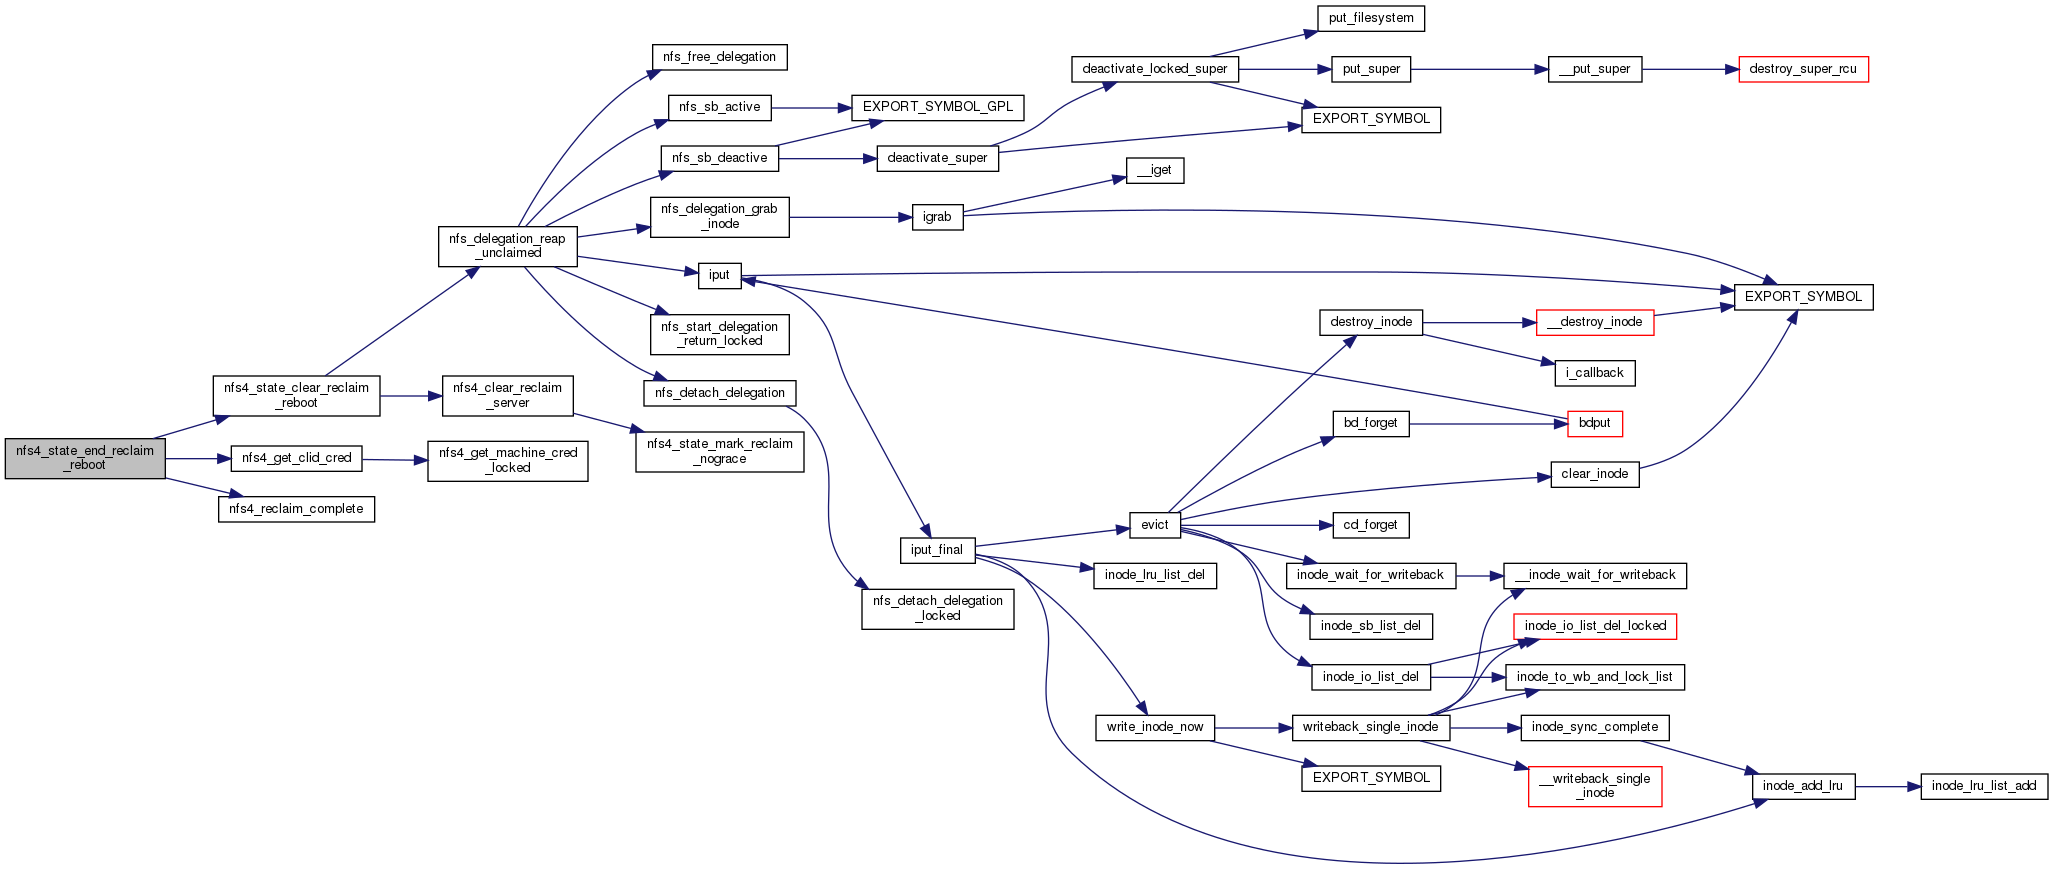 put_filesystem
nfs_free_delegation
deactivate_locked_super
put_super
__put_super
destroy_super_rcu
nfs_sb_active
EXPORT_SYMBOL_GPL
EXPORT_SYMBOL
nfs_sb_deactive
deactivate_super
__iget
nfs_delegation_grab
_inode
igrab
nfs_delegation_reap
_unclaimed
iput
EXPORT_SYMBOL
nfs_start_delegation
_return_locked
destroy_inode
__destroy_inode
i_callback
nfs4_state_clear_reclaim
_reboot
nfs4_clear_reclaim
_server
nfs_detach_delegation
bd_forget
bdput
nfs4_state_end_reclaim
_reboot
nfs4_get_clid_cred
nfs4_get_machine_cred
_locked
nfs4_state_mark_reclaim
_nograce
clear_inode
nfs4_reclaim_complete
evict
cd_forget
iput_final
inode_lru_list_del
inode_wait_for_writeback
__inode_wait_for_writeback
nfs_detach_delegation
_locked
inode_sb_list_del
inode_io_list_del_locked
inode_io_list_del
inode_to_wb_and_lock_list
write_inode_now
writeback_single_inode
inode_sync_complete
EXPORT_SYMBOL
__writeback_single
_inode
inode_add_lru
inode_lru_list_add